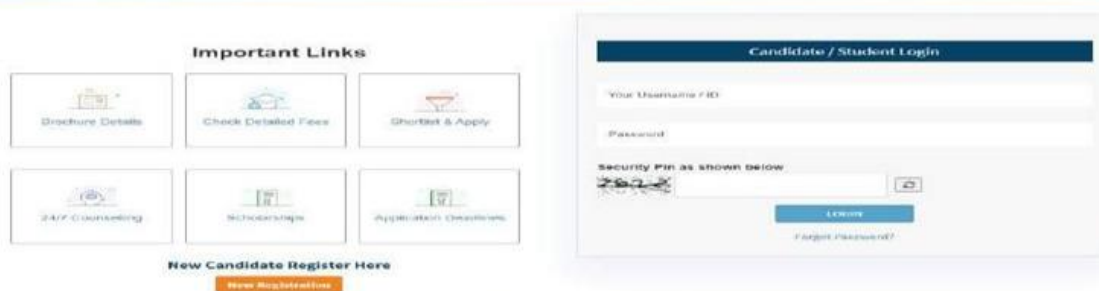 Important Links
Brochure Details
Check Detailed Fees
Shortlist & Apply
24/7 Counselling
Scholarships
Application Deadlines
New Candidate Register Here
New Registration
Candidate / Student Login
Your Username / ID
Password
Security Pin as shown below
LOGIN
Forgot Password?